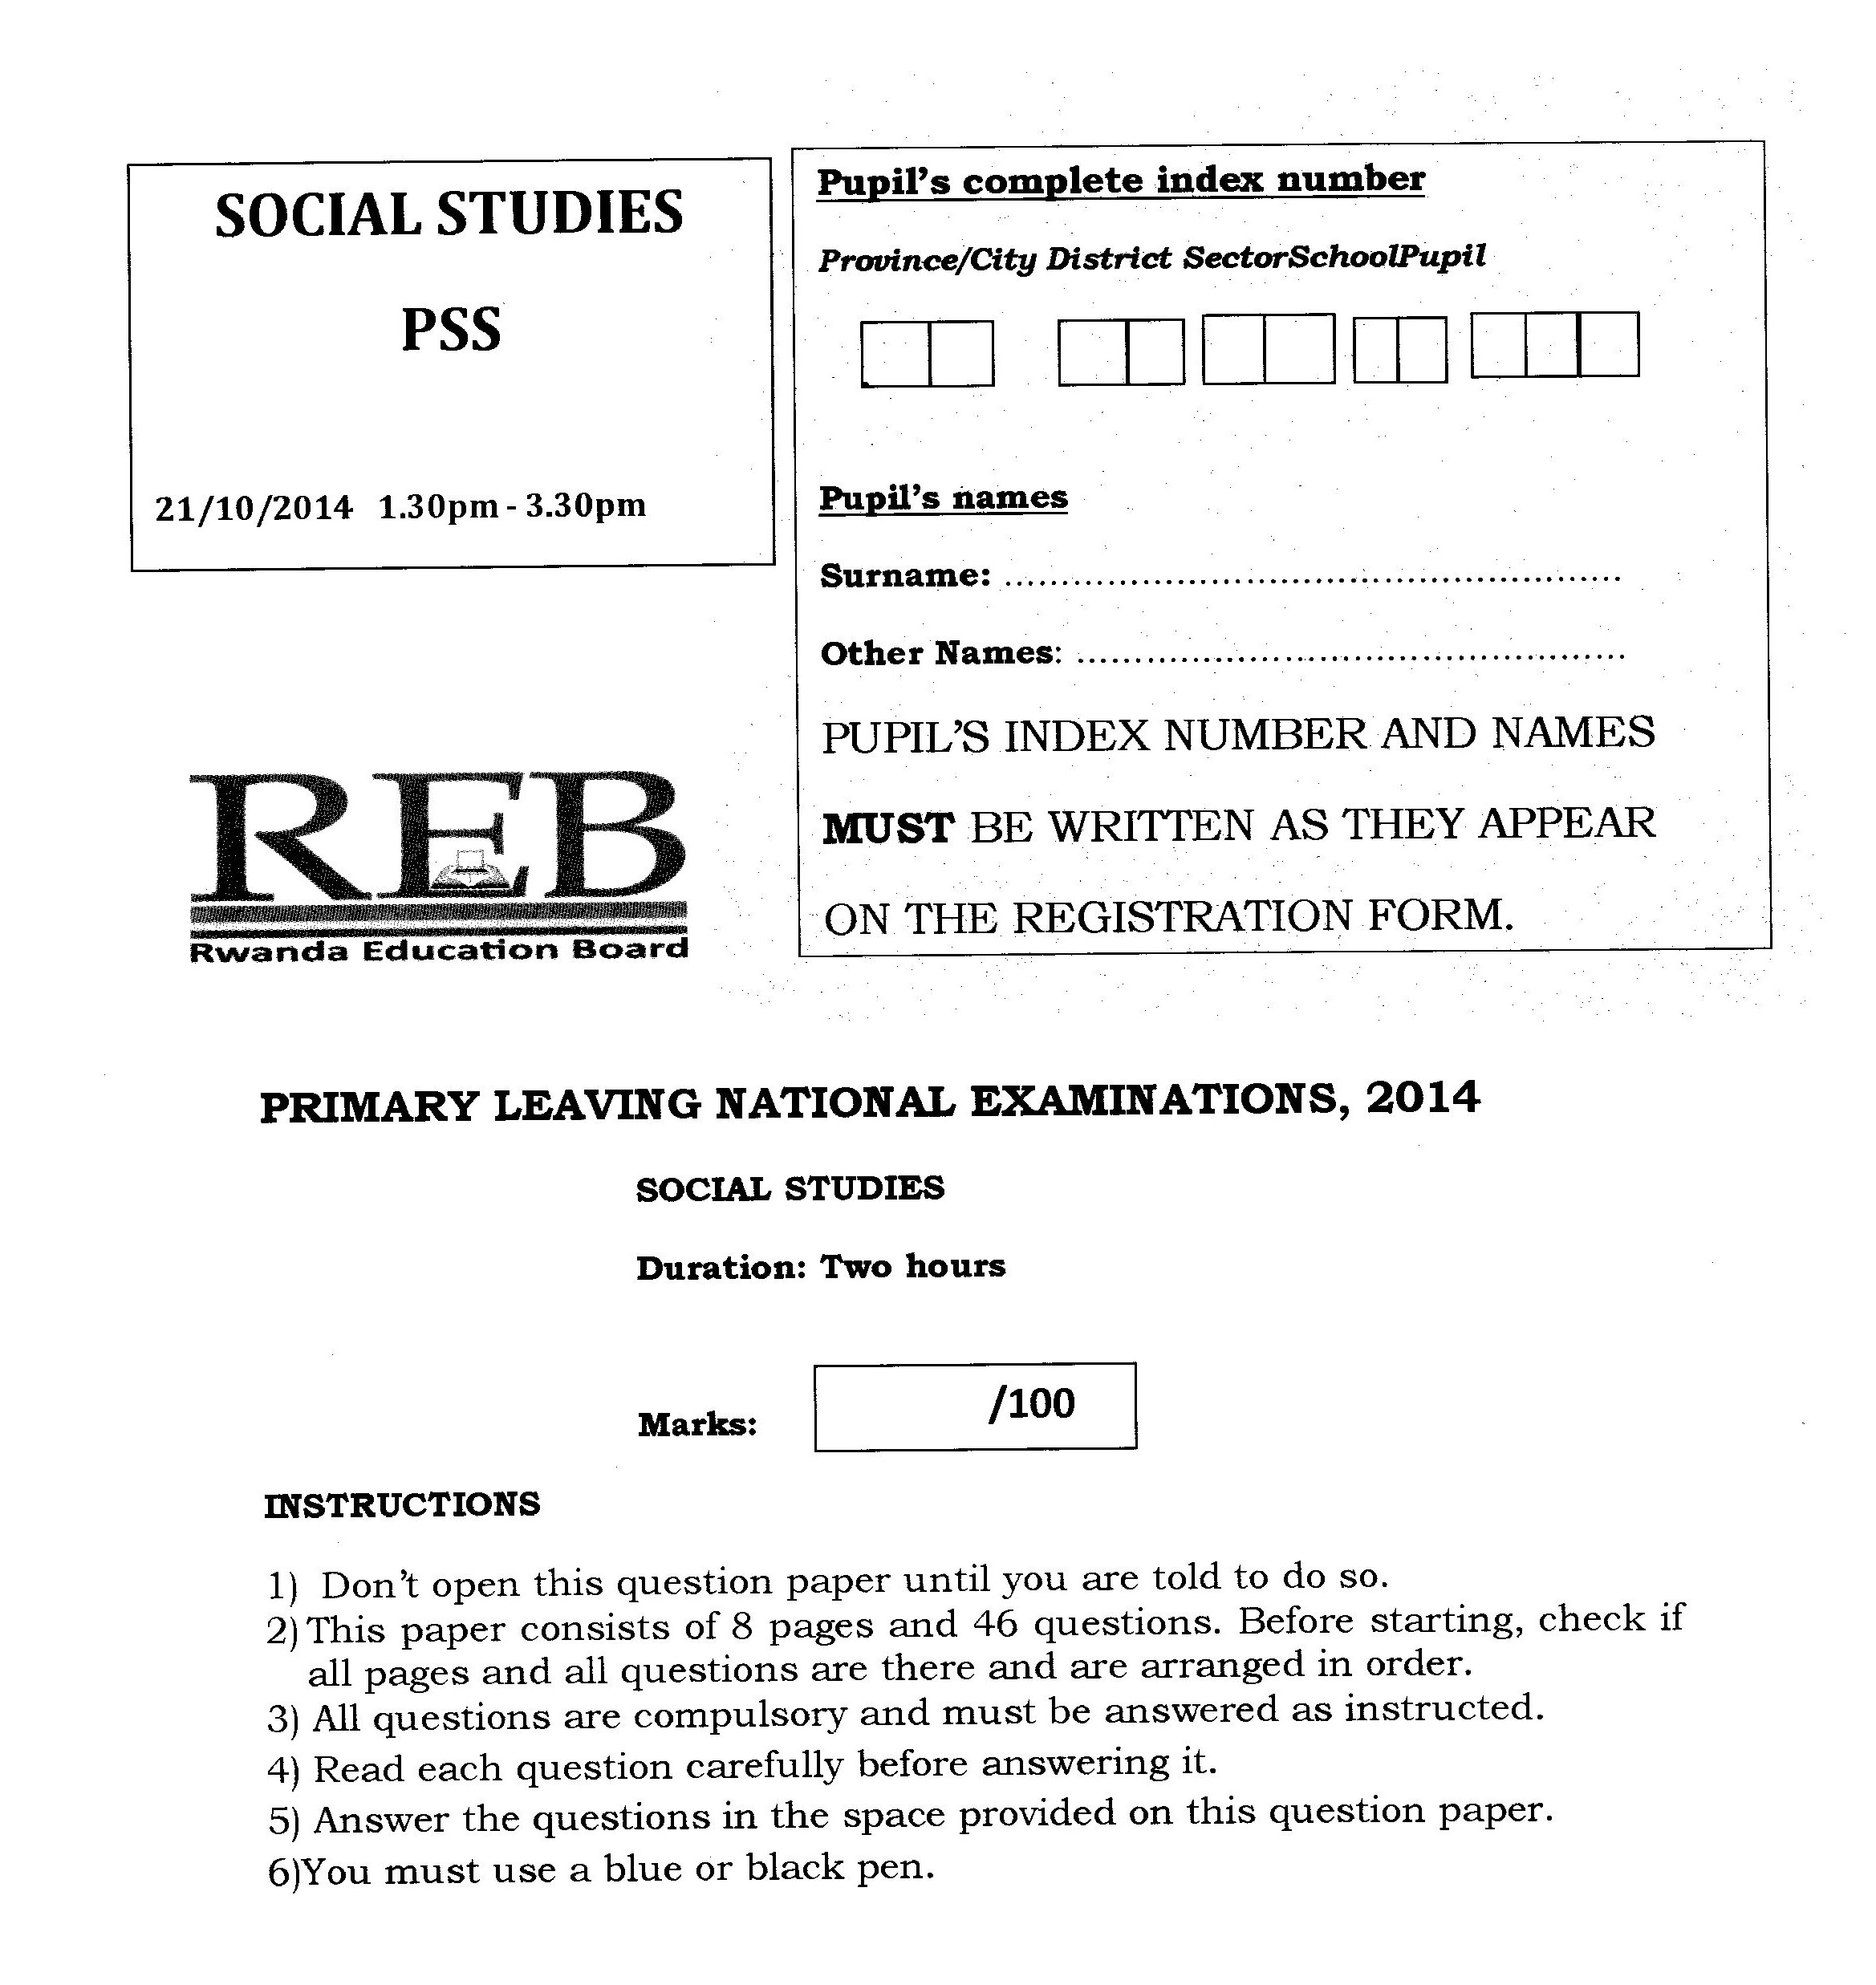 SOCIAL STUDIES
PSS
21/10/2014 1.30pm - 3.30pm
Pupil's complete index number
Province/City District SectorSchoolPupil
Pupil's names
Surname: ........................................................
Other Names: ..................................................
PUPIL'S INDEX NUMBER AND NAMES
MUST BE WRITTEN AS THEY APPEAR
ON THE REGISTRATION FORM.
REB
Rwanda Education Board
PRIMARY LEAVING NATIONAL EXAMINATIONS, 2014
SOCIAL STUDIES
Duration: Two hours
Marks: /100
INSTRUCTIONS
1) Don't open this question paper until you are told to do so.
2) This paper consists of 8 pages and 46 questions. Before starting, check if
all pages and all questions are there and are arranged in order.
3) All questions are compulsory and must be answered as instructed.
4) Read each question carefully before answering it.
5) Answer the questions in the space provided on this question paper.
6)You must use a blue or black pen.